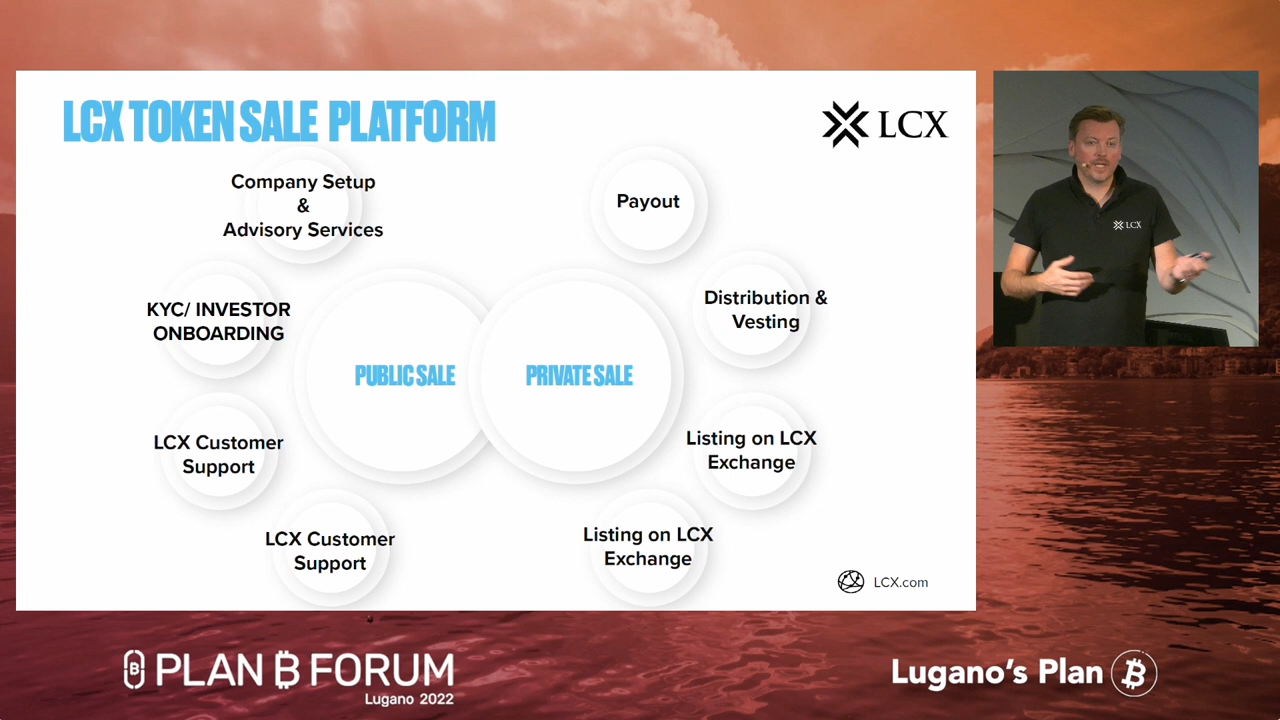 LCX TOKEN SALE PLATFORM
LCX
Company Setup
&
Advisory Services
Payout
KYC/ INVESTOR
ONBOARDING
Distribution &
Vesting
PUBLIC SALE
PRIVATE SALE
LCX Customer
Support
Listing on LCX
Exchange
LCX Customer
Support
Listing on LCX
Exchange
LCX.com
LCX
PLAN ₿ FORUM
Lugano 2022
Lugano's Plan ₿